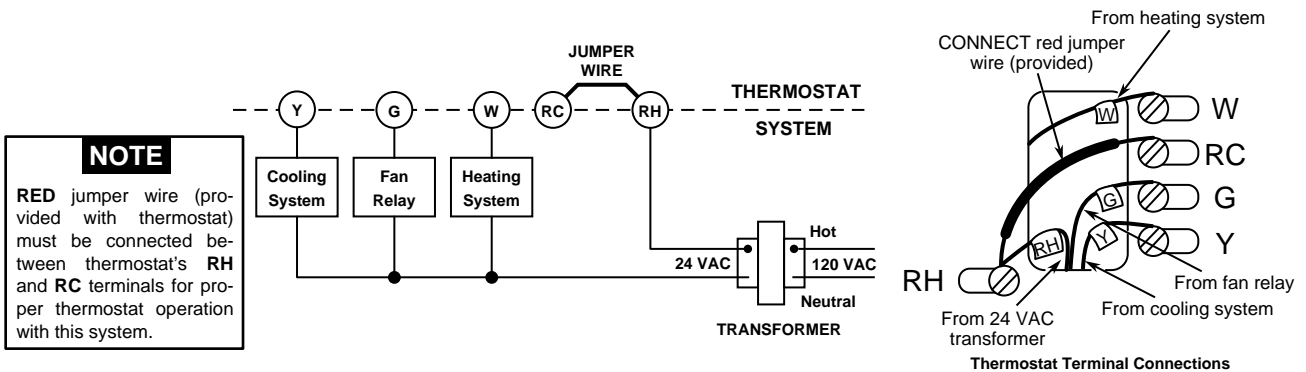 NOTE
RED jumper wire (pro-
vided with thermostat)
must be connected be-
tween thermostat's RH
and RC terminals for pro-
per thermostat operation
with this system.
JUMPER
WIRE
THERMOSTAT
SYSTEM
Y
G
W
RC
RH
Cooling
System
Fan
Relay
Heating
System
Hot
24 VAC
120 VAC
Neutral
TRANSFORMER
From heating system
CONNECT red jumper
wire (provided)
W
W
RC
G
G
Y
Y
RH
RH
From fan relay
From cooling system
From 24 VAC
transformer
Thermostat Terminal Connections